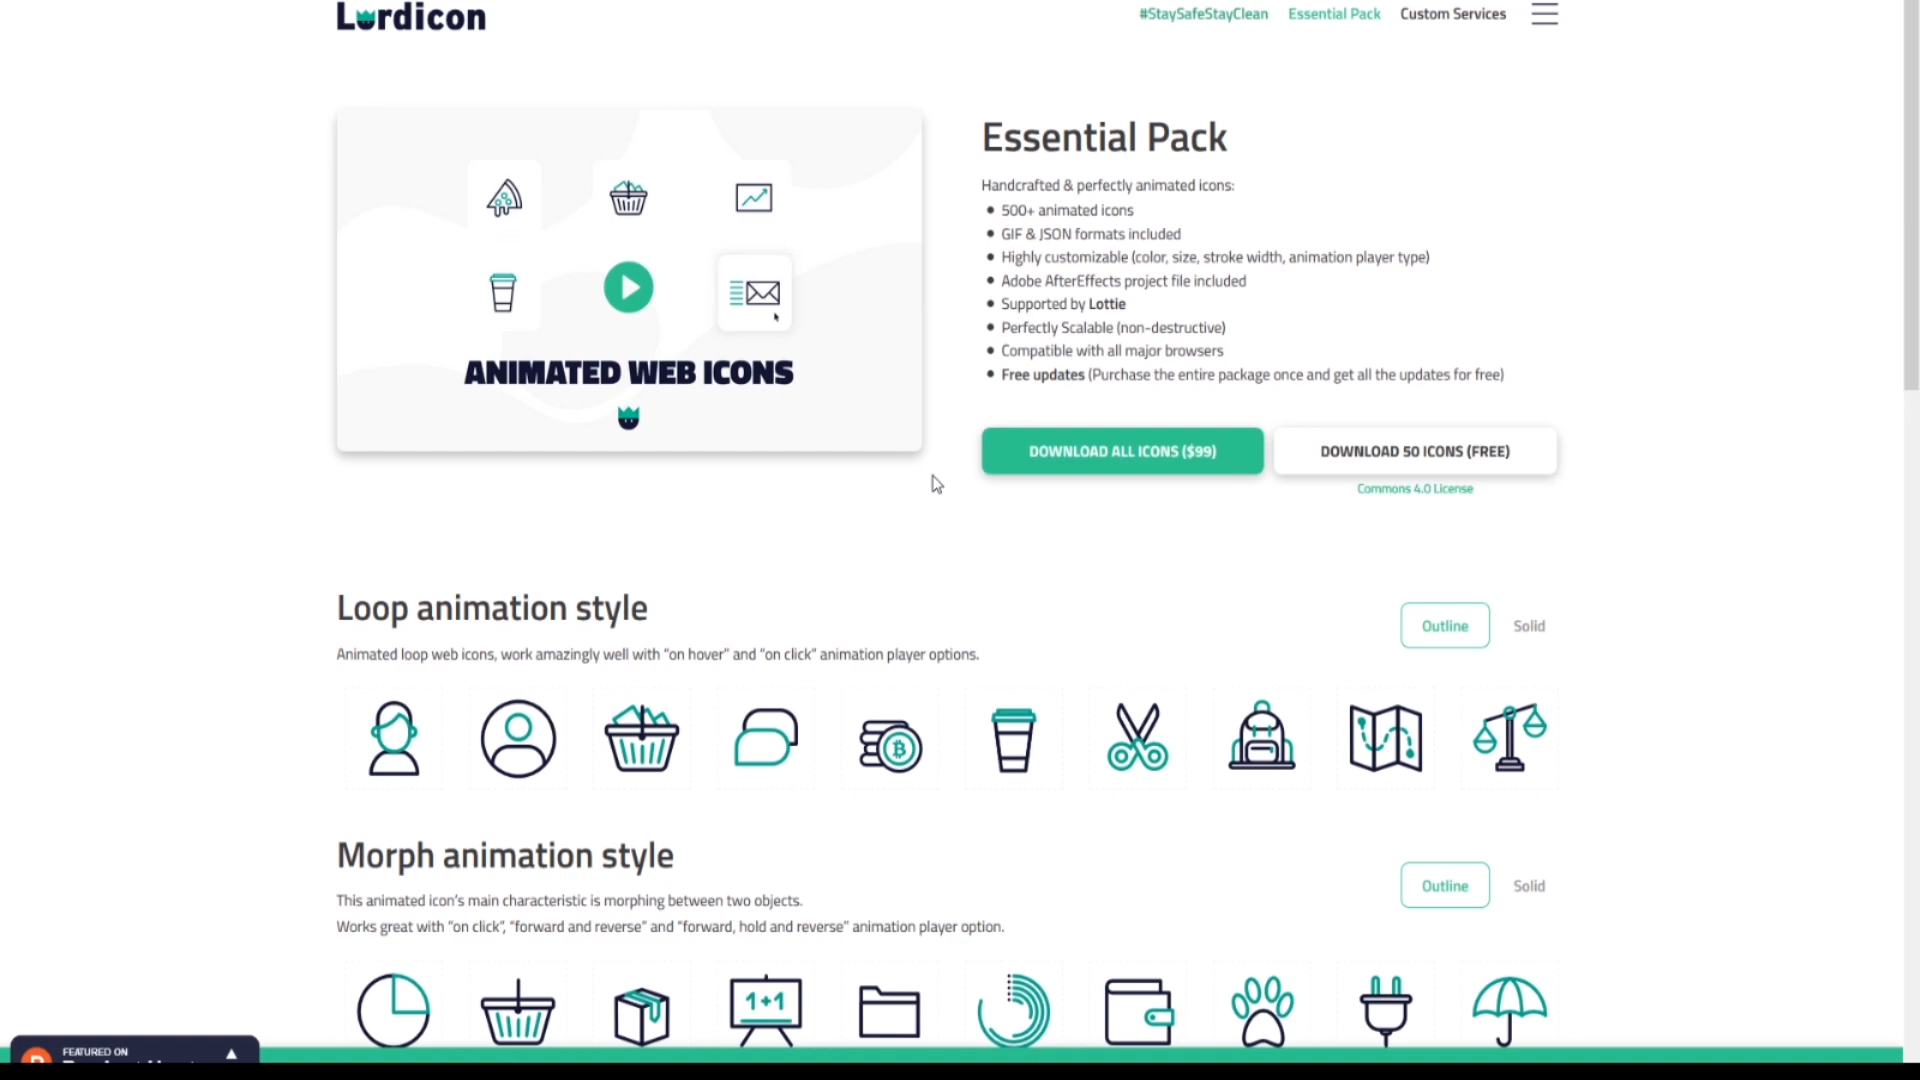 Lordicon
#StaySafeStayClean Essential Pack Custom Services
ANIMATED WEB ICONS
Essential Pack
Handcrafted & perfectly animated icons:
500+ animated icons
GIF & JSON formats included
Highly customizable (color, size, stroke width, animation player type)
Adobe AfterEffects project file included
Supported by Lottie
Perfectly Scalable (non-destructive)
Compatible with all major browsers
Free updates (Purchase the entire package once and get all the updates for free)
DOWNLOAD ALL ICONS ($99) DOWNLOAD 50 ICONS (FREE)
Commons 4.0 License
Loop animation style
Outline Solid
Animated loop web icons, work amazingly well with “on hover” and “on click” animation player options.
Morph animation style
Outline Solid
This animated icon’s main characteristic is morphing between two objects.
Works great with “on click”, “forward and reverse” and “forward, hold and reverse” animation player option.
1+1
FEATURED ON